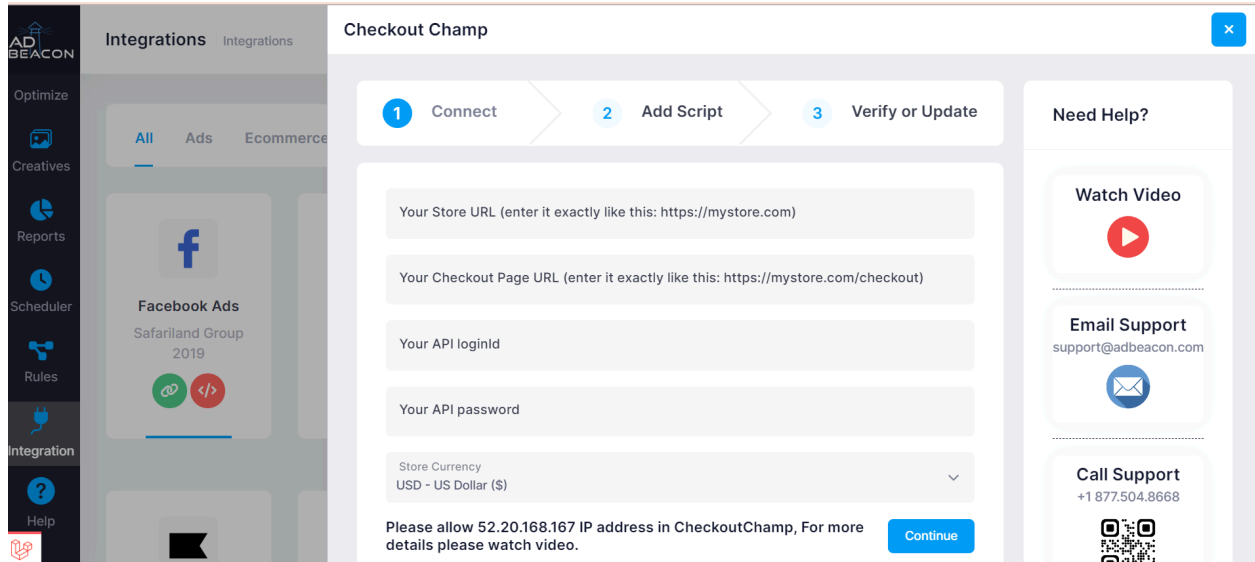 AD
BEACON
Optimize
Creatives
Reports
Scheduler
Rules
Integration
Help
Integrations Integrations
All Ads Ecommerce
Facebook Ads
Safariland Group
2019
Checkout Champ
×
1 Connect
2 Add Script
3 Verify or Update
Your Store URL (enter it exactly like this: https://mystore.com)
Your Checkout Page URL (enter it exactly like this: https://mystore.com/checkout)
Your API loginId
Your API password
Store Currency
USD - US Dollar ($)
Please allow 52.20.168.167 IP address in CheckoutChamp, For more
details please watch video.
Continue
Need Help?
Watch Video
Email Support
support@adbeacon.com
Call Support
+1 877.504.8668